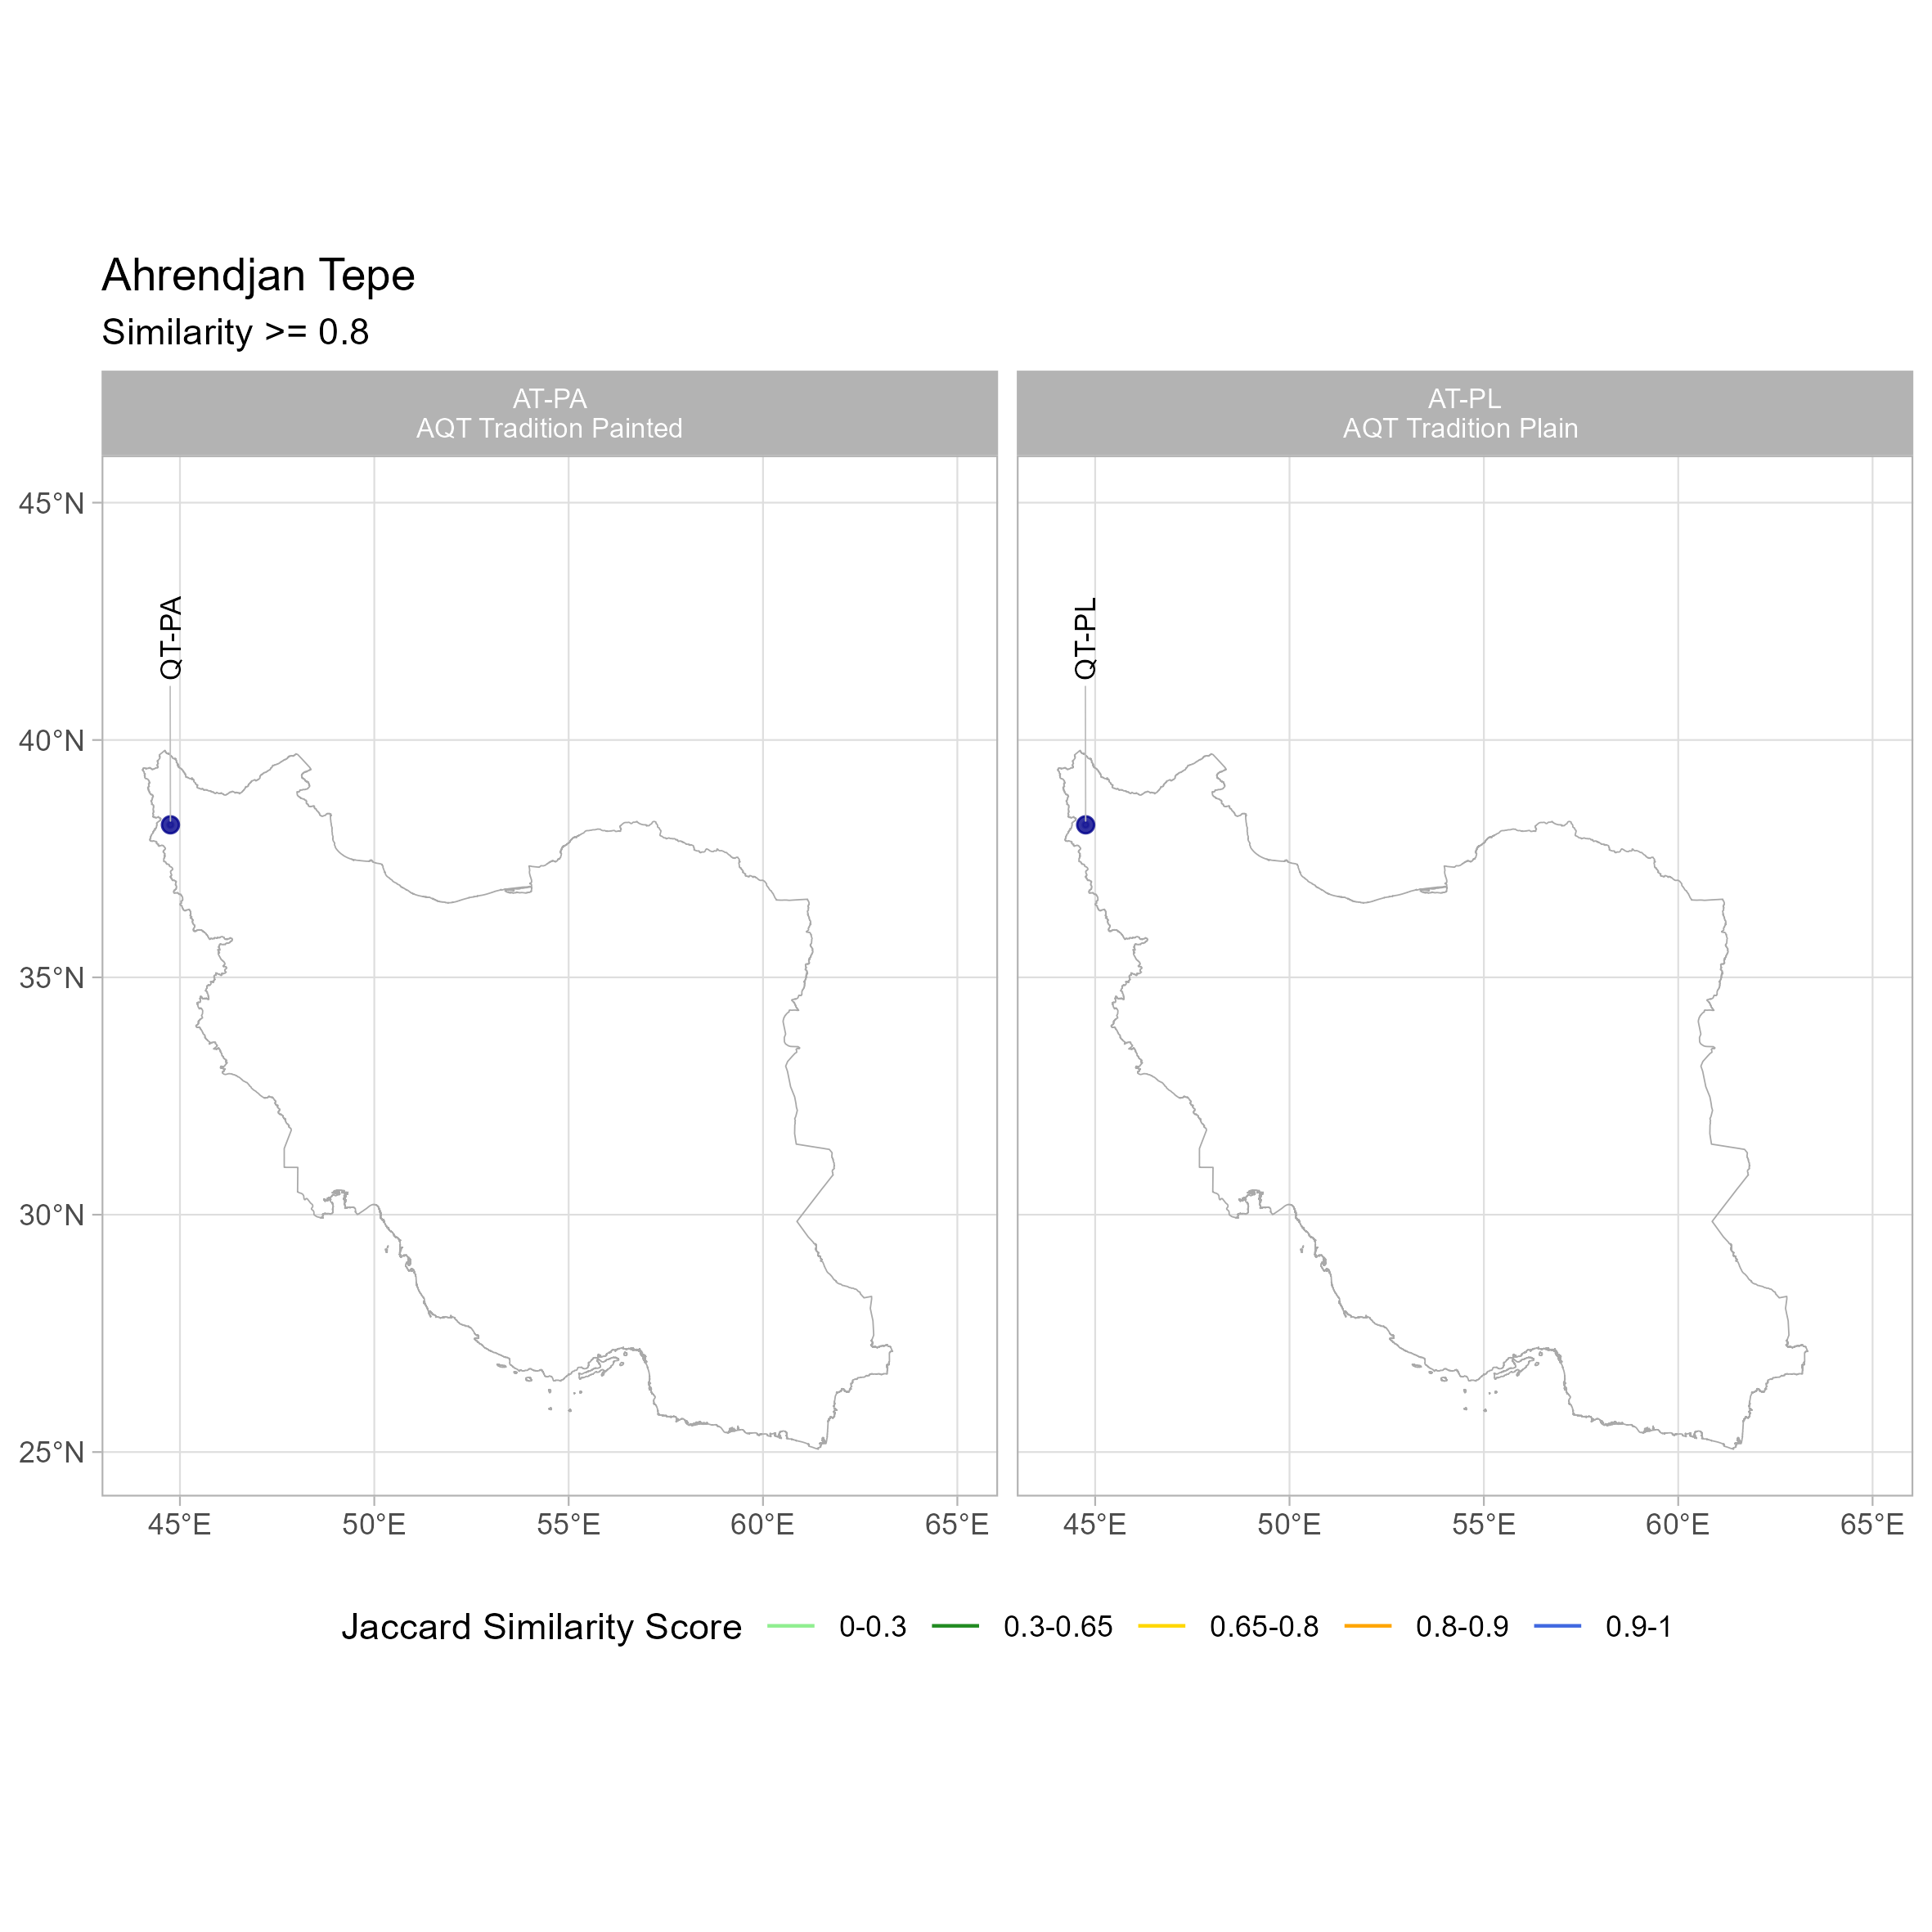 Ahrendjan Tepe
Similarity >= 0.8
AT-PA
AQT Tradition Painted
AT-PL
AQT Tradition Plain
45°N
40°N
35°N
30°N
25°N
QT-PA
QT-PL
45°E 50°E 55°E 60°E 65°E
45°E 50°E 55°E 60°E 65°E
Jaccard Similarity Score 0-0.3 0.3-0.65 0.65-0.8 0.8-0.9 0.9-1